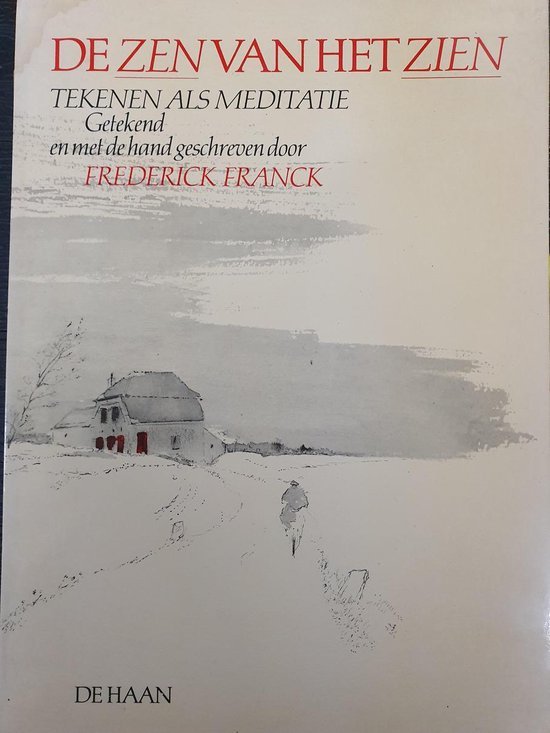 DE ZEN VAN HET ZIEN
TEKENEN ALS MEDITATIE
Getekend
en met de hand geschreven door
FREDERICK FRANCK
DE HAAN